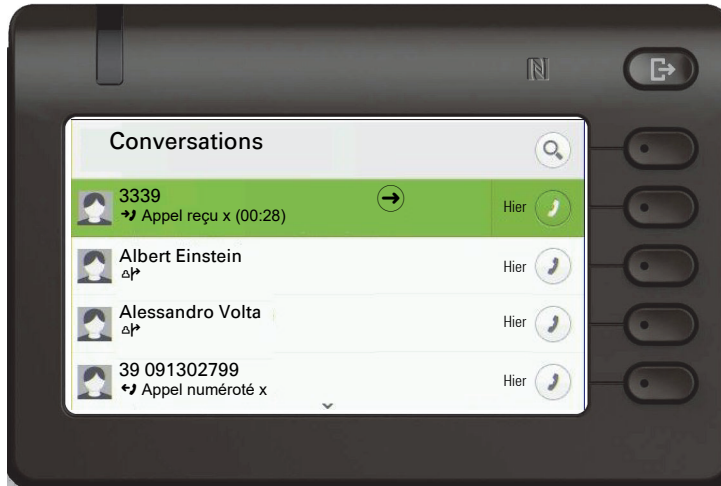 Conversations
3339
Appel reçu x (00:28)
Hier
Albert Einstein
Hier
Alessandro Volta
Hier
39 091302799
Appel numéroté x
Hier